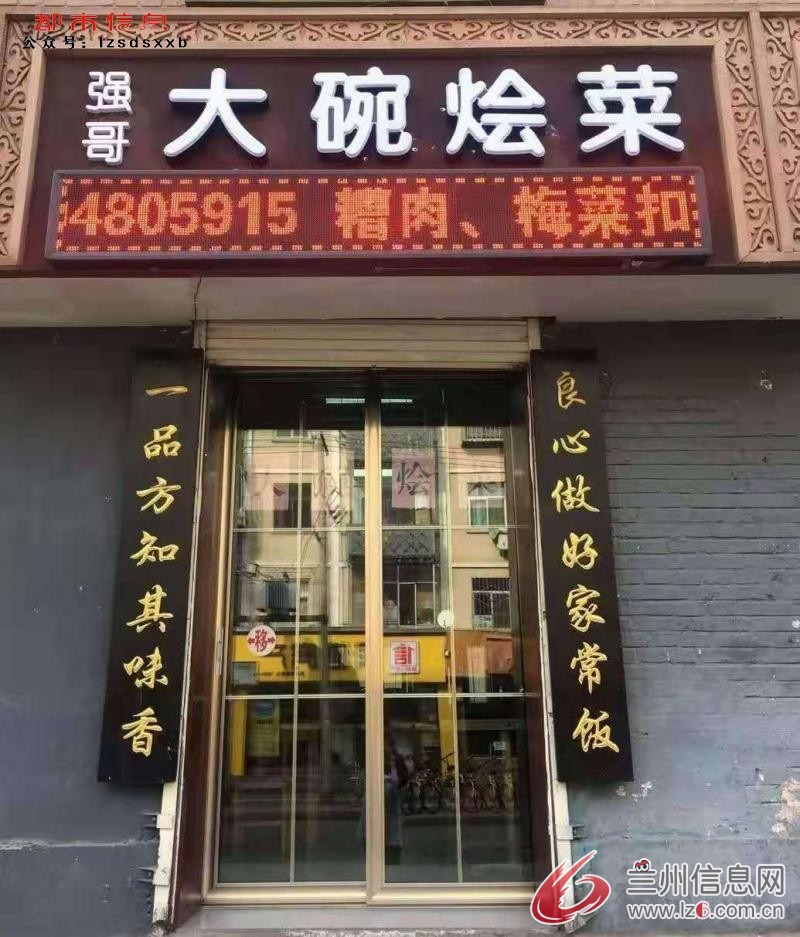 都市信息
公众号：lzsdsxxb
强哥 大碗烩菜
4805915 糟肉、梅菜扣
良心做好家常饭
一品方知其味香
烩
移
兰州信息网
www.lz6.com.cn